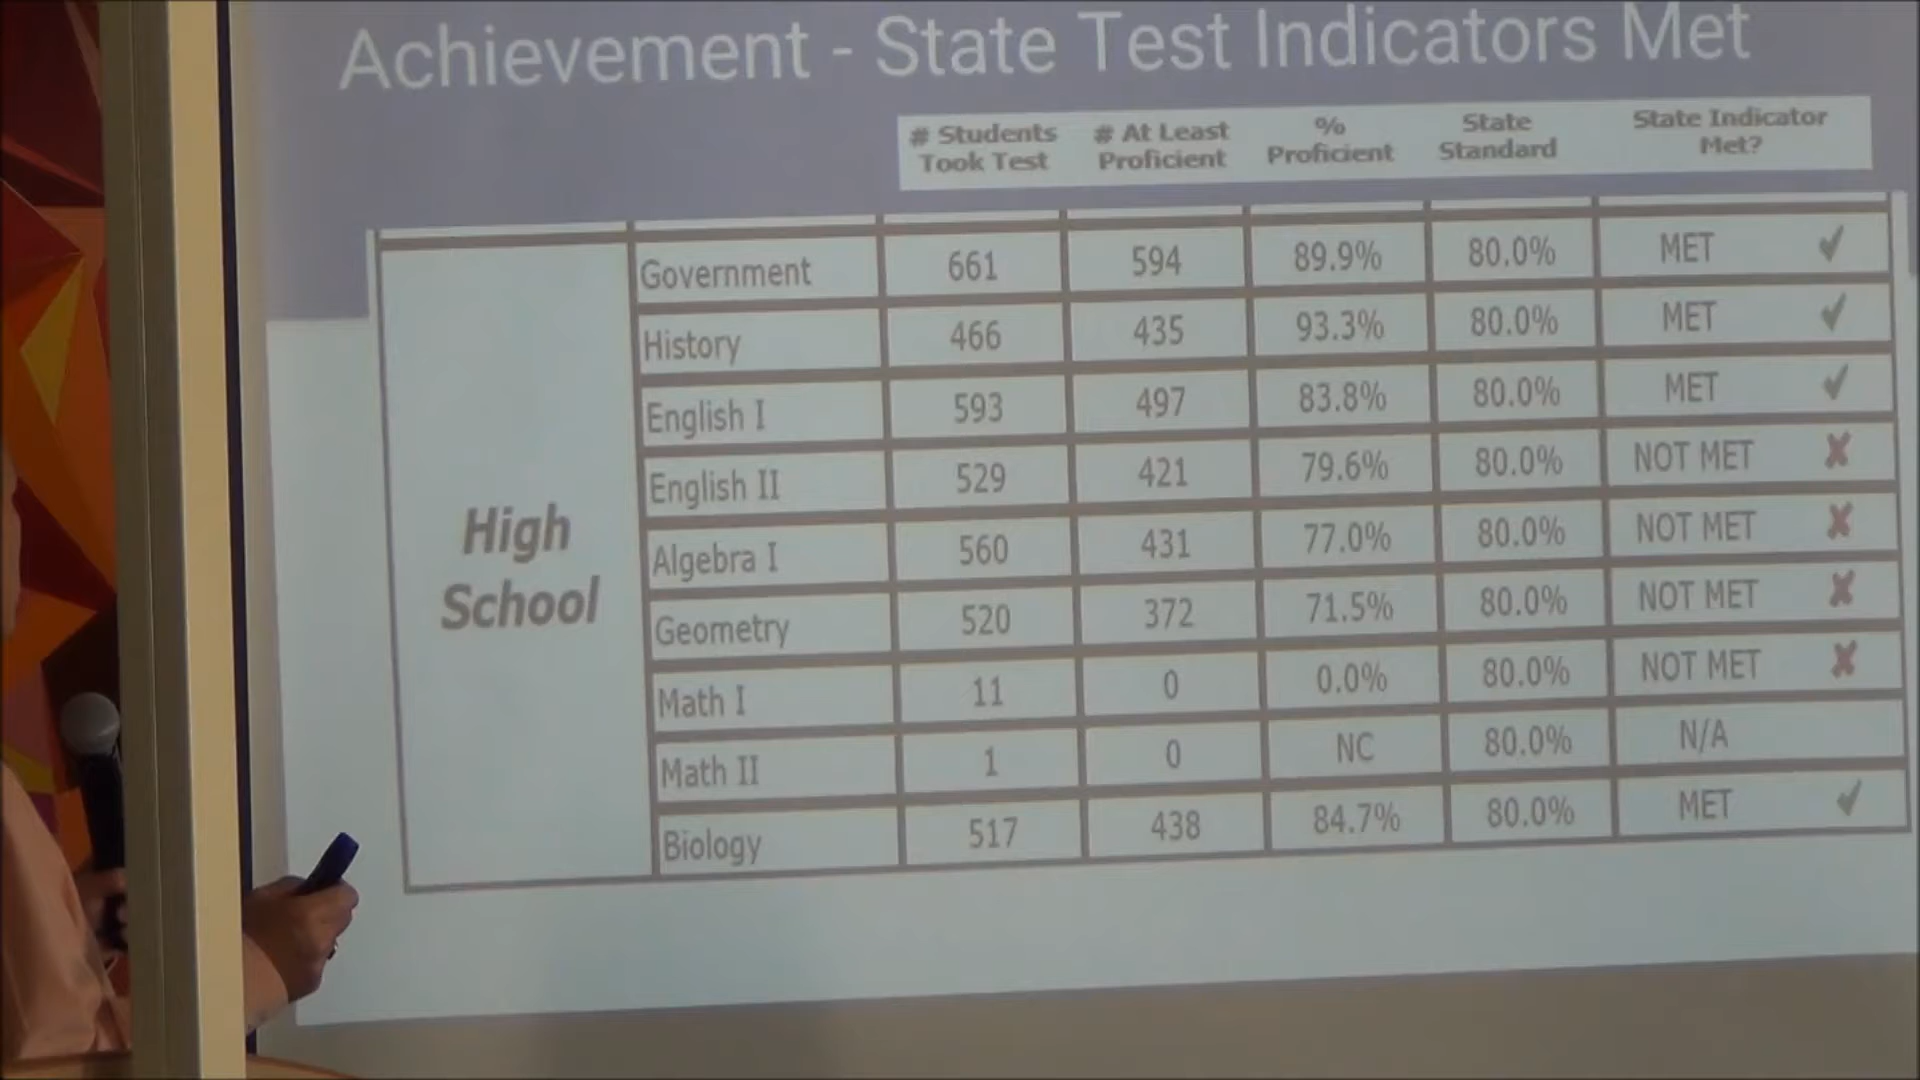 Achievement - State Test Indicators Met
# Students Took Test # At Least Proficient % Proficient State Standard State Indicator Met?
High School
Government 661 594 89.9% 80.0% MET ✔
History 466 435 93.3% 80.0% MET ✔
English I 593 497 83.8% 80.0% MET ✔
English II 529 421 79.6% 80.0% NOT MET ✘
Algebra I 560 431 77.0% 80.0% NOT MET ✘
Geometry 520 372 71.5% 80.0% NOT MET ✘
Math I 11 0 0.0% 80.0% NOT MET ✘
Math II 1 0 NC 80.0% N/A
Biology 517 438 84.7% 80.0% MET ✔